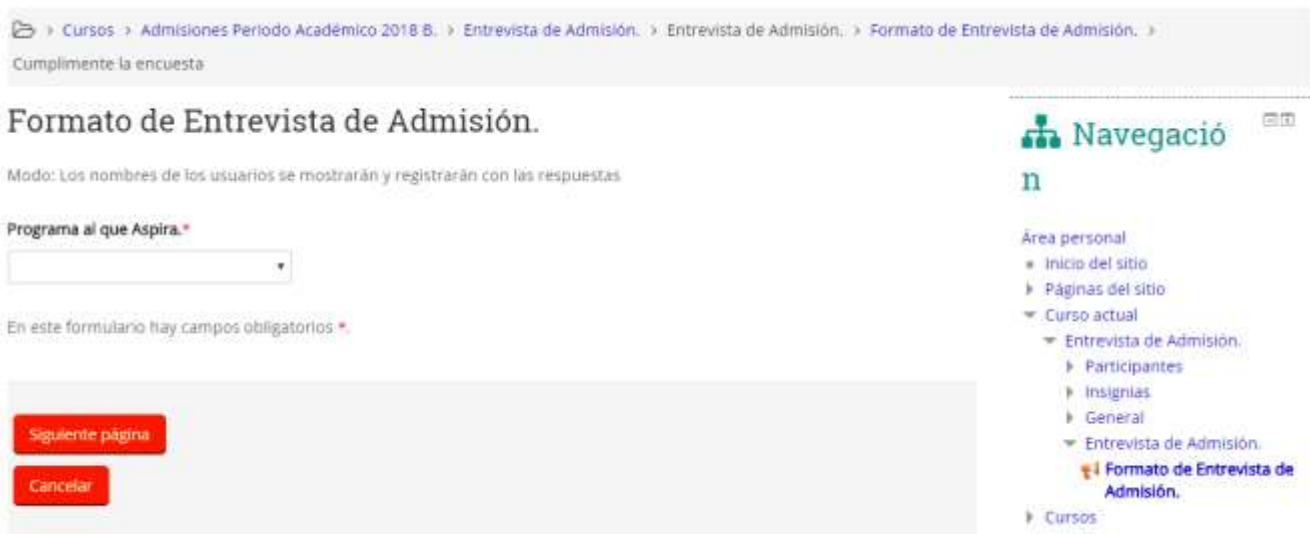 > Cursos > Admisiones Periodo Académico 2018 B. > Entrevista de Admisión. > Entrevista de Admisión. > Formato de Entrevista de Admisión. >
Cumplimente la encuesta
Formato de Entrevista de Admisión.
Modo: Los nombres de los usuarios se mostrarán y registrarán con las respuestas
Programa al que Aspira.*
En este formulario hay campos obligatorios *.
Siguiente página
Cancelar
Navegació
n
Área personal
Inicio del sitio
Páginas del sitio
Curso actual
Entrevista de Admisión.
Participantes
Insignias
General
Entrevista de Admisión.
Formato de Entrevista de
Admisión.
Cursos